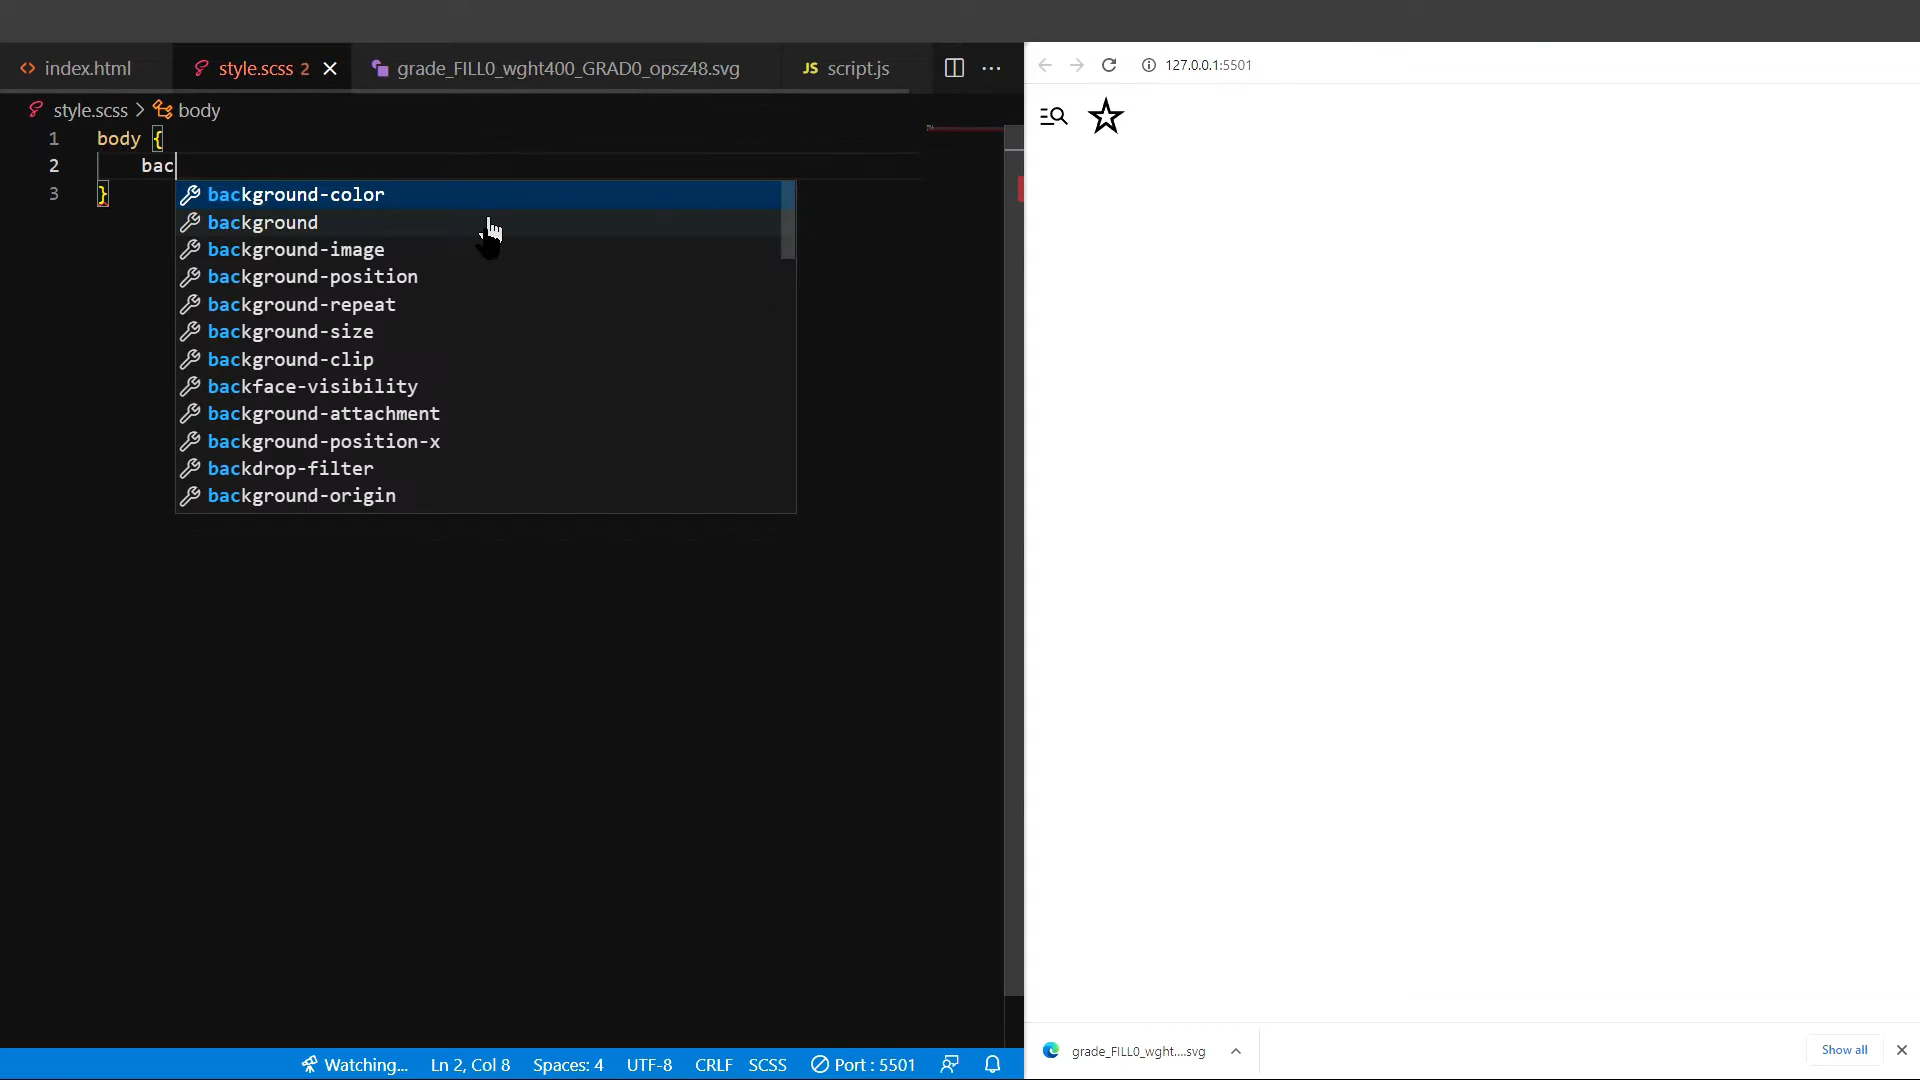 index.html
style.scss 2
grade_FILL0_wght400_GRAD0_opsz48.svg
JS script.js
style.scss > body
1 body {
2 bac
3 }
background-color
background
background-image
background-position
background-repeat
background-size
background-clip
backface-visibility
background-attachment
background-position-x
backdrop-filter
background-origin
Watching... Ln 2, Col 8 Spaces: 4 UTF-8 CRLF SCSS Port : 5501
127.0.0.1:5501
grade_FILL0_wght....svg
Show all